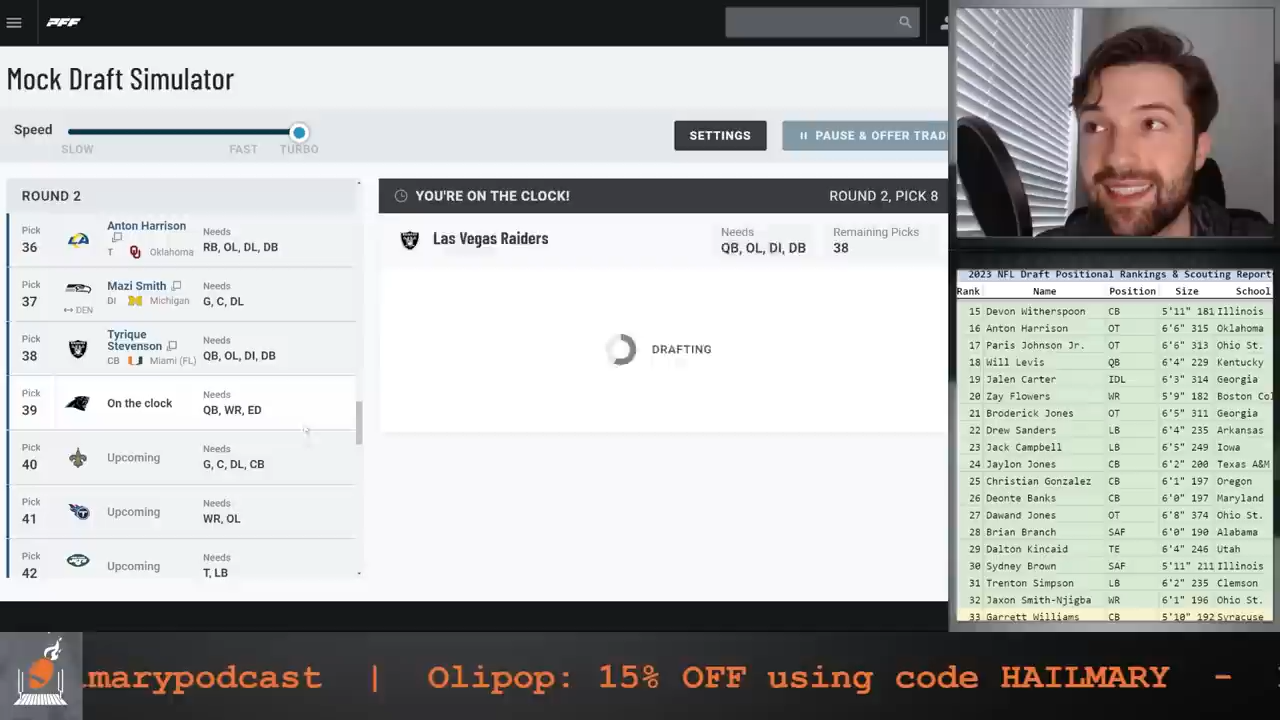 PFF
Mock Draft Simulator
Speed
SLOW FAST TURBO
SETTINGS
PAUSE & OFFER TRAD
ROUND 2
Pick 36 Anton Harrison T Oklahoma Needs RB, OL, DL, DB
Pick 37 DEN Mazi Smith DI Michigan Needs G, C, DL
Pick 38 Tyrique Stevenson CB Miami (FL) Needs QB, OL, DI, DB
Pick 39 On the clock Needs QB, WR, ED
Pick 40 Upcoming Needs G, C, DL, CB
Pick 41 Upcoming Needs WR, OL
Pick 42 Upcoming Needs T, LB
YOU'RE ON THE CLOCK! ROUND 2, PICK 8
Las Vegas Raiders
Needs QB, OL, DI, DB
Remaining Picks 38
DRAFTING
2023 NFL Draft Positional Rankings & Scouting Report
Rank Name Position Size School
15 Devon Witherspoon CB 5'11" 181 Illinois
16 Anton Harrison OT 6'6" 315 Oklahoma
17 Paris Johnson Jr. OT 6'6" 313 Ohio St.
18 Will Levis QB 6'4" 229 Kentucky
19 Jalen Carter IDL 6'3" 314 Georgia
20 Zay Flowers WR 5'9" 182 Boston Col
21 Broderick Jones OT 6'5" 311 Georgia
22 Drew Sanders LB 6'4" 235 Arkansas
23 Jack Campbell LB 6'5" 249 Iowa
24 Jaylon Jones CB 6'2" 200 Texas A&M
25 Christian Gonzalez CB 6'1" 197 Oregon
26 Deonte Banks CB 6'0" 197 Maryland
27 Dawand Jones OT 6'8" 374 Ohio St.
28 Brian Branch SAF 6'0" 190 Alabama
29 Dalton Kincaid TE 6'4" 246 Utah
30 Sydney Brown SAF 5'11" 211 Illinois
31 Trenton Simpson LB 6'2" 235 Clemson
32 Jaxon Smith-Njigba WR 6'1" 196 Ohio St.
33 Garrett Williams CB 5'10" 192 Syracuse
marypodcast | Olipop: 15% OFF using code HAILMARY -